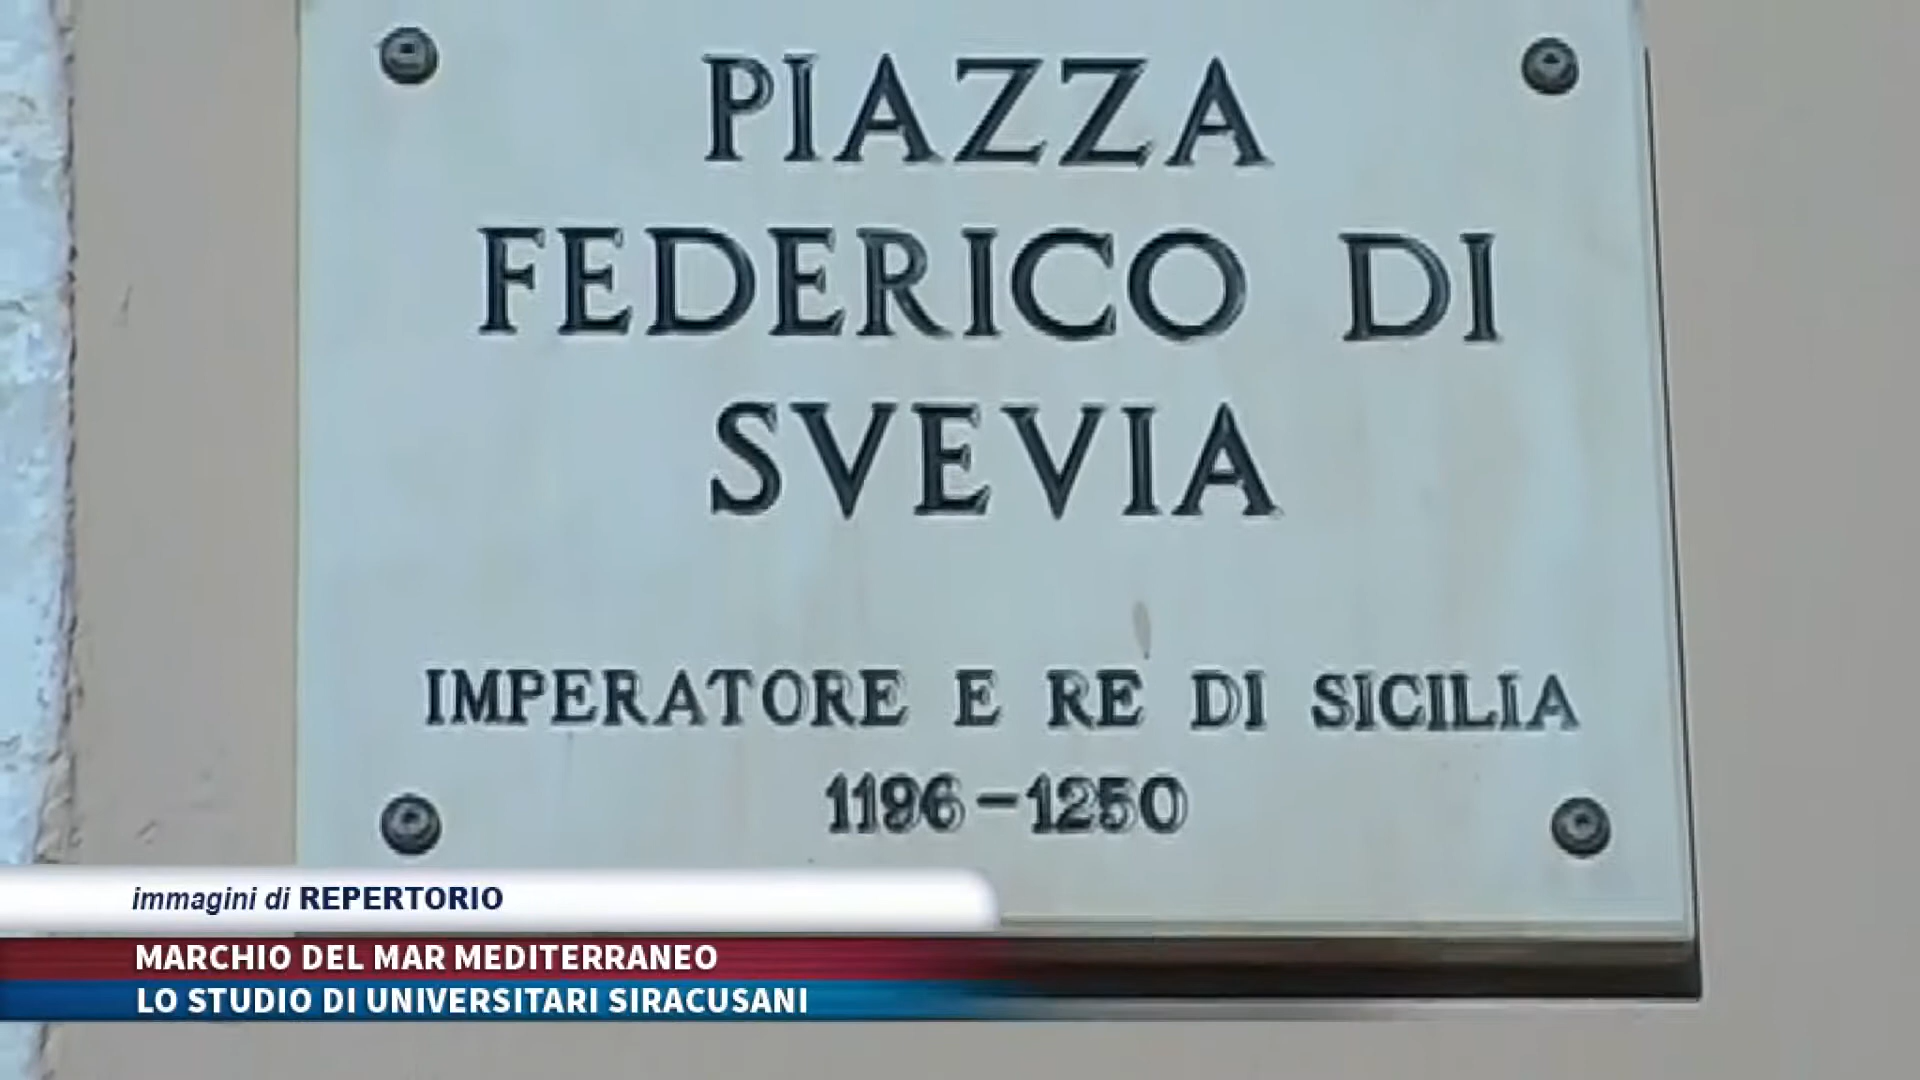 PIAZZA
FEDERICO DI
SVEVIA
IMPERATORE E RE DI SICILIA
1196-1250
immagini di REPERTORIO
MARCHIO DEL MAR MEDITERRANEO
LO STUDIO DI UNIVERSITARI SIRACUSANI